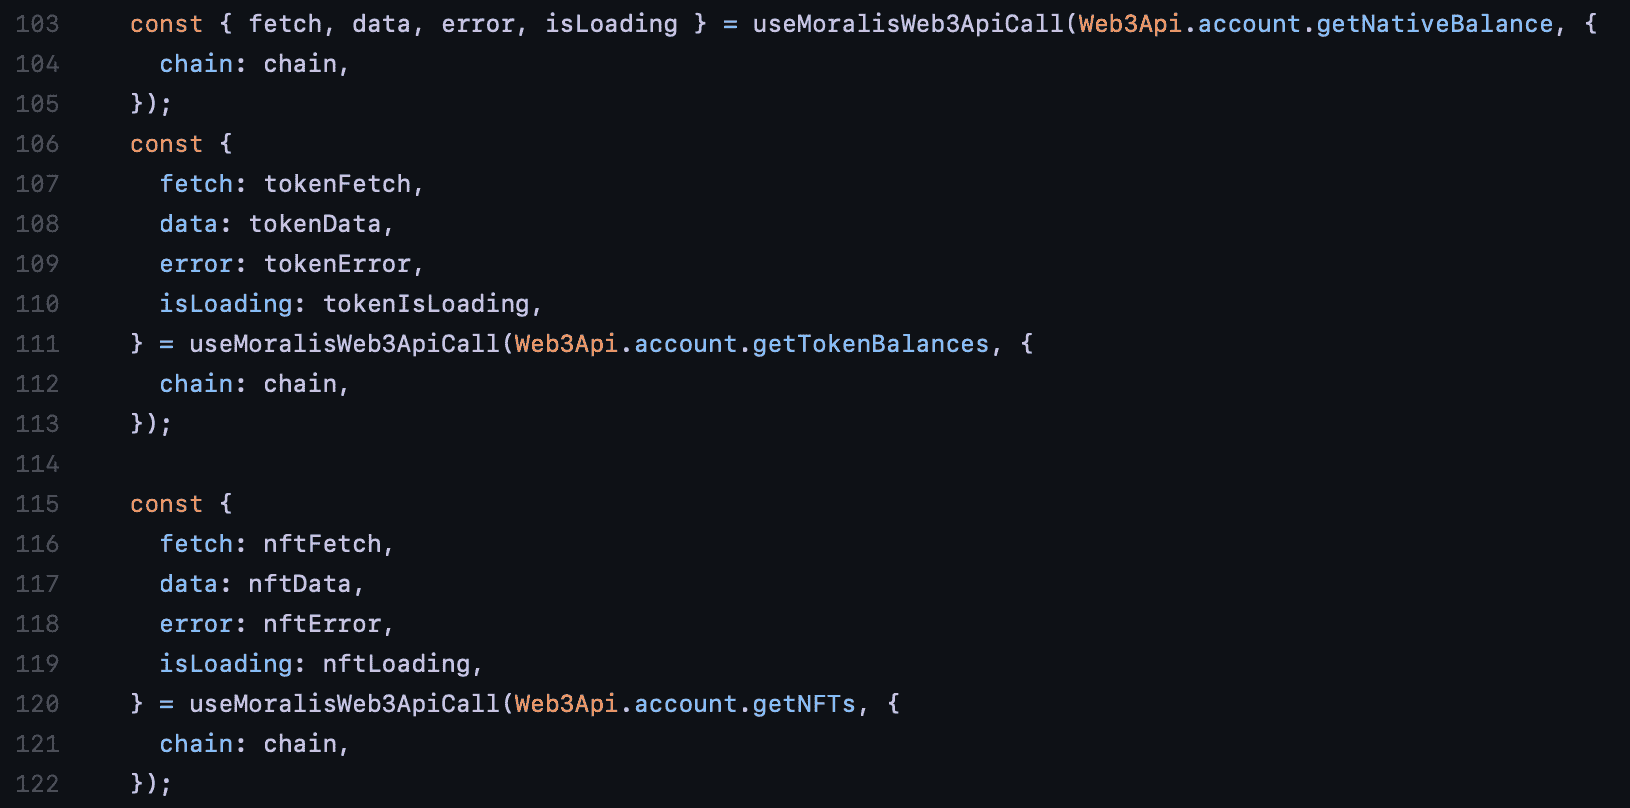 103 const { fetch, data, error, isLoading } = useMoralisWeb3ApiCall(Web3Api.account.getNativeBalance, {
104 chain: chain,
105 });
106 const {
107 fetch: tokenFetch,
108 data: tokenData,
109 error: tokenError,
110 isLoading: tokenIsLoading,
111 } = useMoralisWeb3ApiCall(Web3Api.account.getTokenBalances, {
112 chain: chain,
113 });
114
115 const {
116 fetch: nftFetch,
117 data: nftData,
118 error: nftError,
119 isLoading: nftLoading,
120 } = useMoralisWeb3ApiCall(Web3Api.account.getNFTs, {
121 chain: chain,
122 });